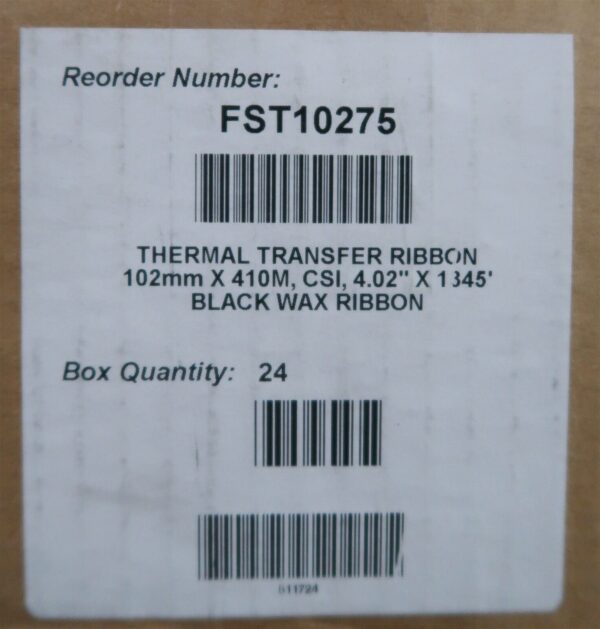 Reorder Number:
FST10275
THERMAL TRANSFER RIBBON
102mm X 410M, CSI, 4.02" X 1345'
BLACK WAX RIBBON
Box Quantity: 24
511724